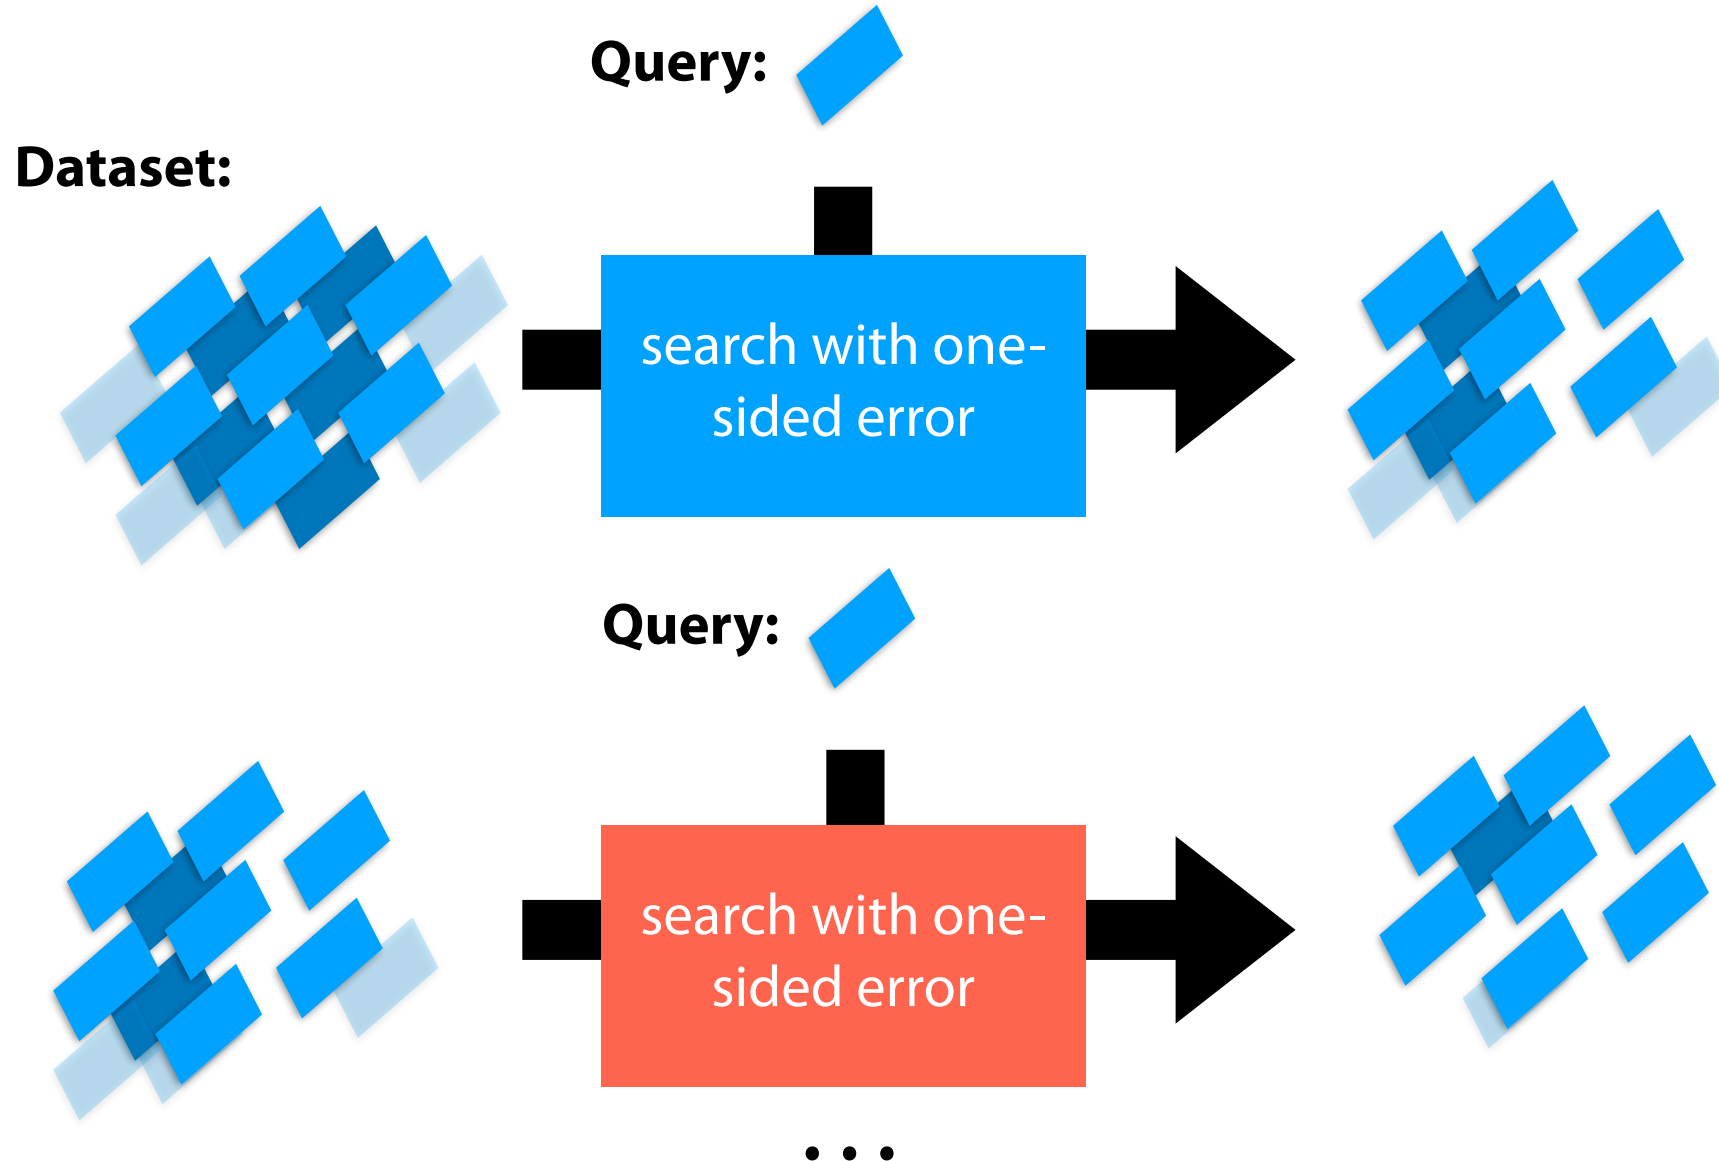 Query:
Dataset:
search with one-
sided error
Query:
search with one-
sided error
...